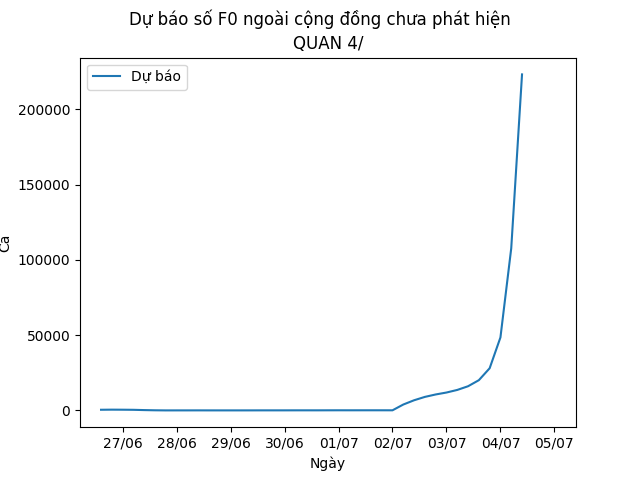 Dự báo số F0 ngoài cộng đồng chưa phát hiện
QUAN 4/
Dự báo
200000
150000
100000
50000
0
Ca
27/06 28/06 29/06 30/06 01/07 02/07 03/07 04/07 05/07
Ngày